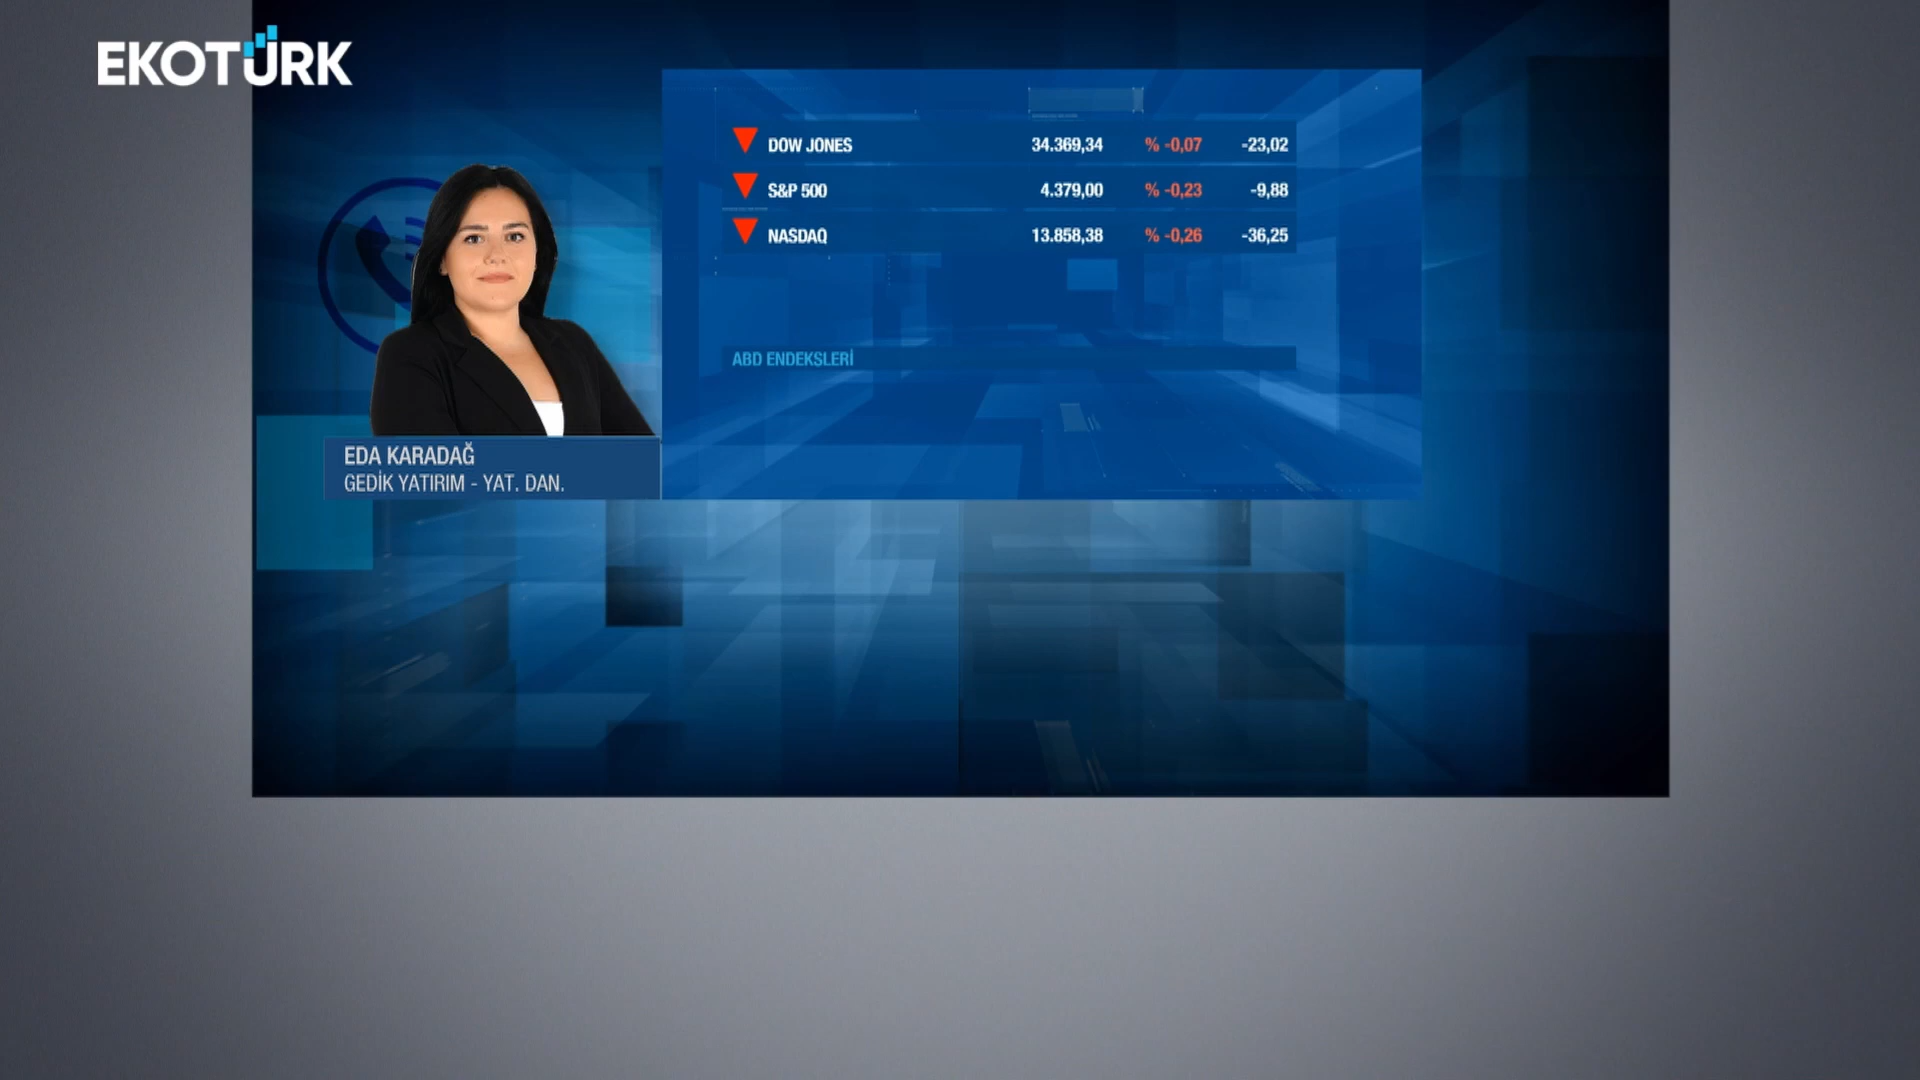 EKOTÜRK
DOW JONES 34.369,34 % -0,07 -23,02
S&P 500 4.379,00 % -0,23 -9,88
NASDAQ 13.858,38 % -0,26 -36,25
ABD ENDEKSLERİ
EDA KARADAĞ
GEDİK YATIRIM - YAT. DAN.